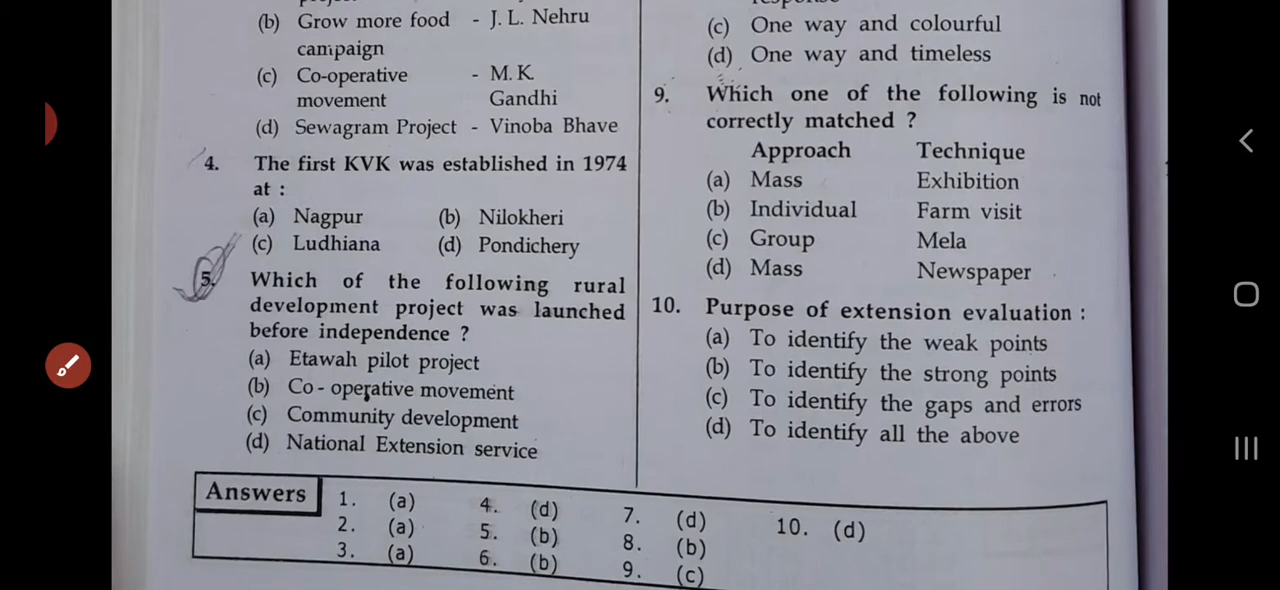 (b) Grow more food - J. L. Nehru
campaign
(c) Co-operative - M. K.
movement Gandhi
(d) Sewagram Project - Vinoba Bhave
4. The first KVK was established in 1974
at :
(a) Nagpur (b) Nilokheri
(c) Ludhiana (d) Pondichery
5. Which of the following rural
development project was launched
before independence ?
(a) Etawah pilot project
(b) Co - operative movement
(c) Community development
(d) National Extension service
(c) One way and colourful
(d) One way and timeless
9. Which one of the following is not
correctly matched ?
Approach Technique
(a) Mass Exhibition
(b) Individual Farm visit
(c) Group Mela
(d) Mass Newspaper
10. Purpose of extension evaluation :
(a) To identify the weak points
(b) To identify the strong points
(c) To identify the gaps and errors
(d) To identify all the above
Answers
1. (a) 4. (d) 7. (d) 10. (d)
2. (a) 5. (b) 8. (b)
3. (a) 6. (b) 9. (c)